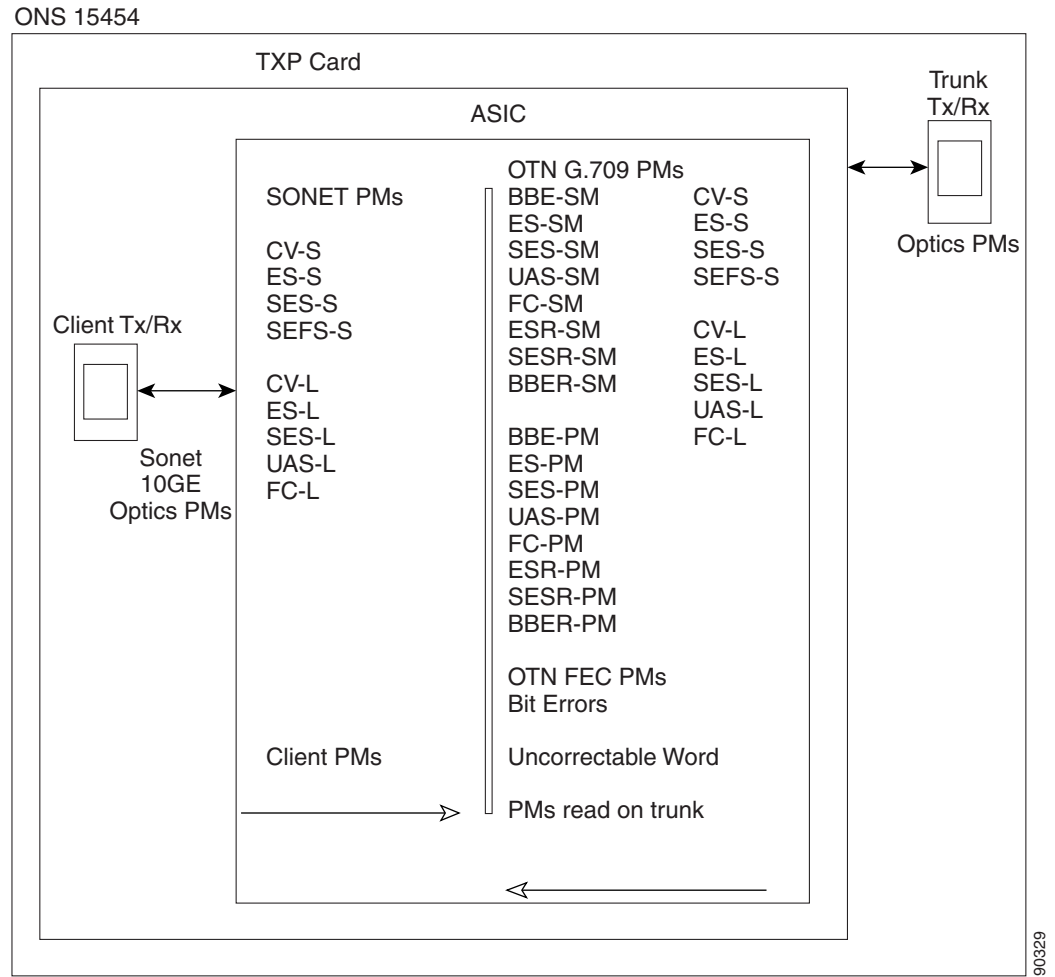 ONS 15454
TXP Card
ASIC
Trunk
Tx/Rx
Optics PMs
Client Tx/Rx
Sonet
10GE
Optics PMs
SONET PMs
CV-S
ES-S
SES-S
SEFS-S
CV-L
ES-L
SES-L
UAS-L
FC-L
Client PMs
OTN G.709 PMs
BBE-SM
ES-SM
SES-SM
UAS-SM
FC-SM
ESR-SM
SESR-SM
BBER-SM
BBE-PM
ES-PM
SES-PM
UAS-PM
FC-PM
ESR-PM
SESR-PM
BBER-PM
OTN FEC PMs
Bit Errors
Uncorrectable Word
PMs read on trunk
CV-S
ES-S
SES-S
SEFS-S
CV-L
ES-L
SES-L
UAS-L
FC-L
90329